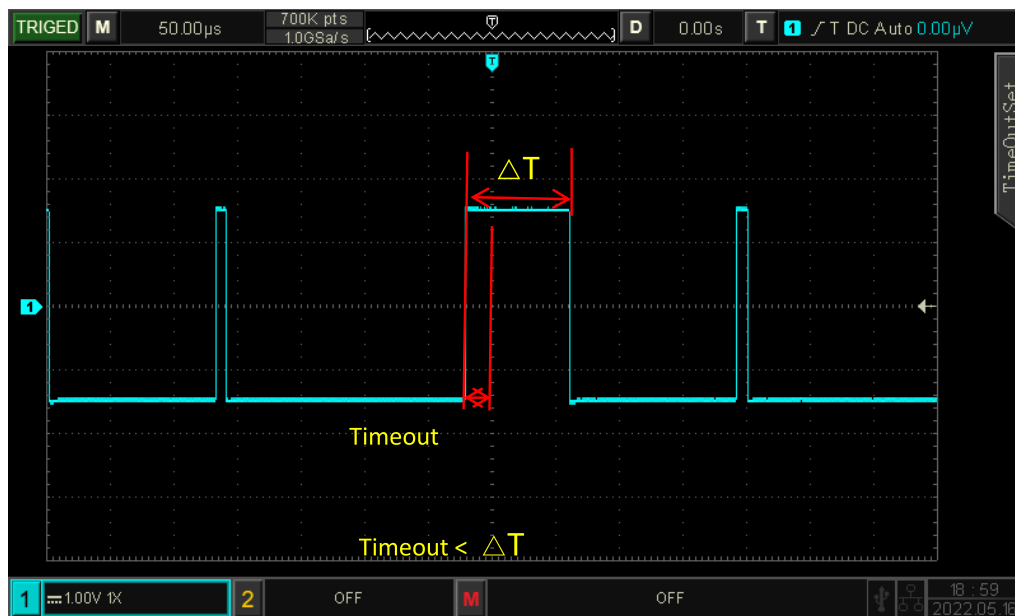 TRIGED M 50.00μs 700K pts D 0.00s T 1 T DC Auto 0.00μV
1.0GSa/s
T
T
TimeOutSet
△T
1
Timeout
Timeout < △T
1 1.00V 1X 2 OFF M OFF 18:59
2022.05.16